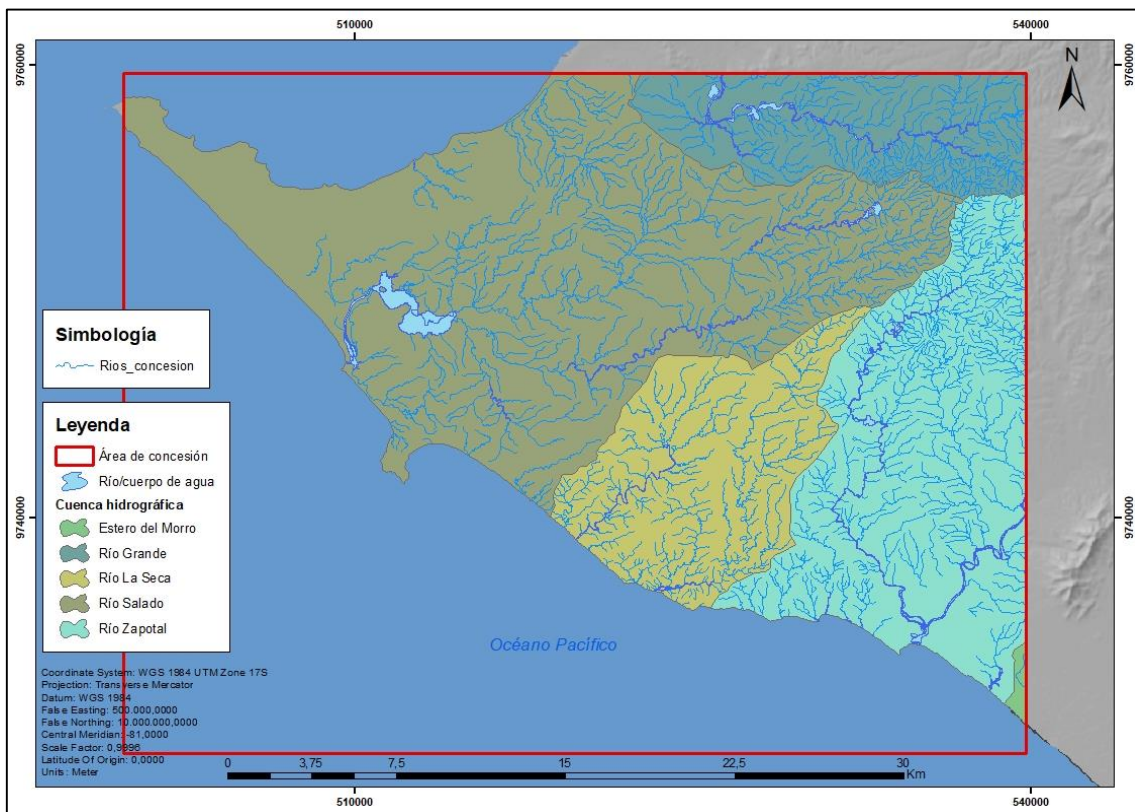 510000
540000
9760000
9760000
N
Simbología
Rios_concesion
Leyenda
Área de concesión
Río/cuerpo de agua
Cuenca hidrográfica
Estero del Morro
Río Grande
Río La Seca
Río Salado
Río Zapotal
9740000
9740000
Océano Pacífico
Coordinate System: WGS 1984 UTM Zone 17S
Projection: Transverse Mercator
Datum: WGS 1984
False Easting: 500.000,0000
False Northing: 10.000.000,0000
Central Meridian: -81,0000
Scale Factor: 0,9996
Latitude Of Origin: 0,0000
Units: Meter
0 3,75 7,5 15 22,5 30
Km
510000
540000